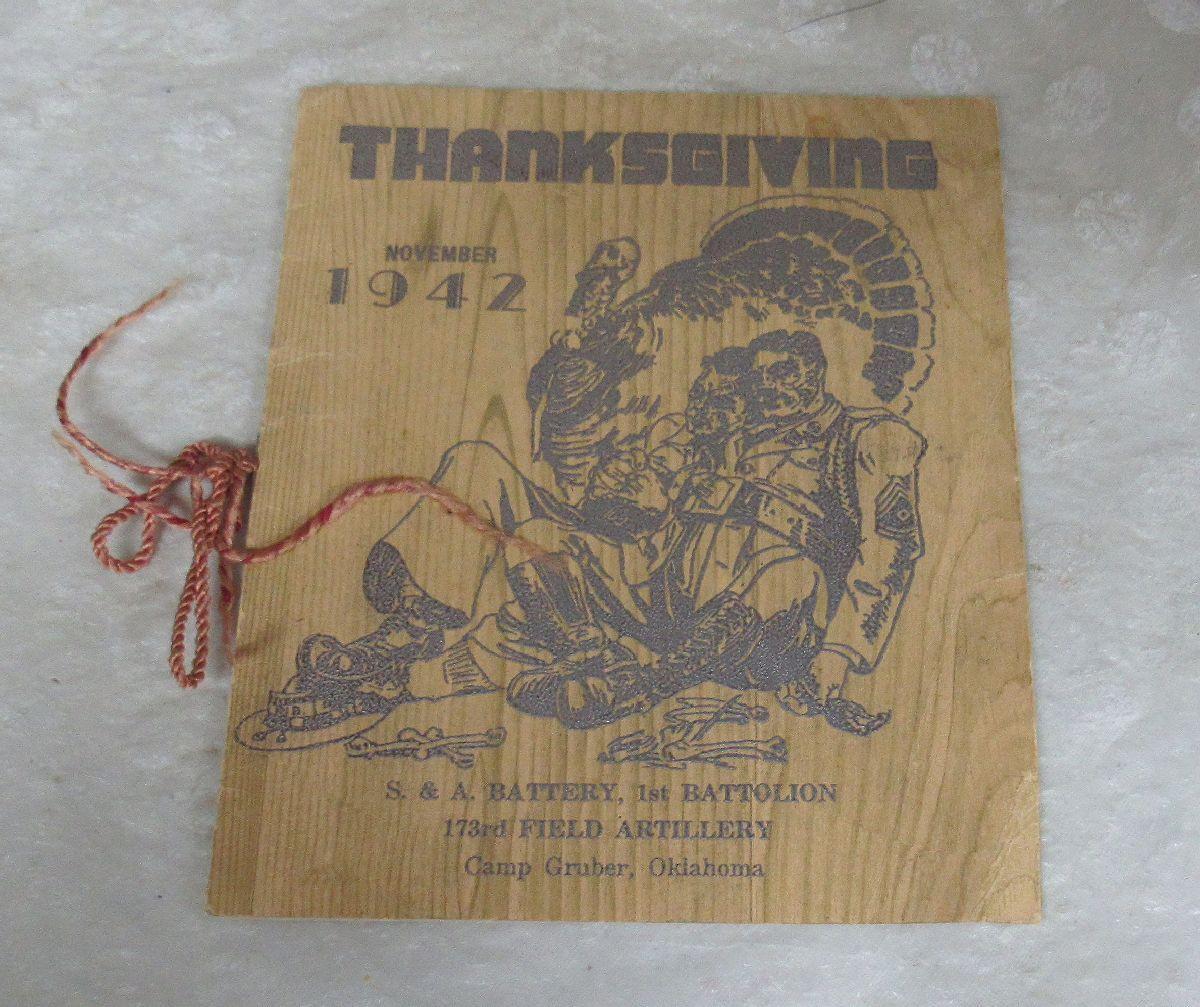 THANKSGIVING
NOVEMBER
1942
S. & A. BATTERY, 1st BATTOLION
173rd FIELD ARTILLERY
Camp Gruber, Oklahoma